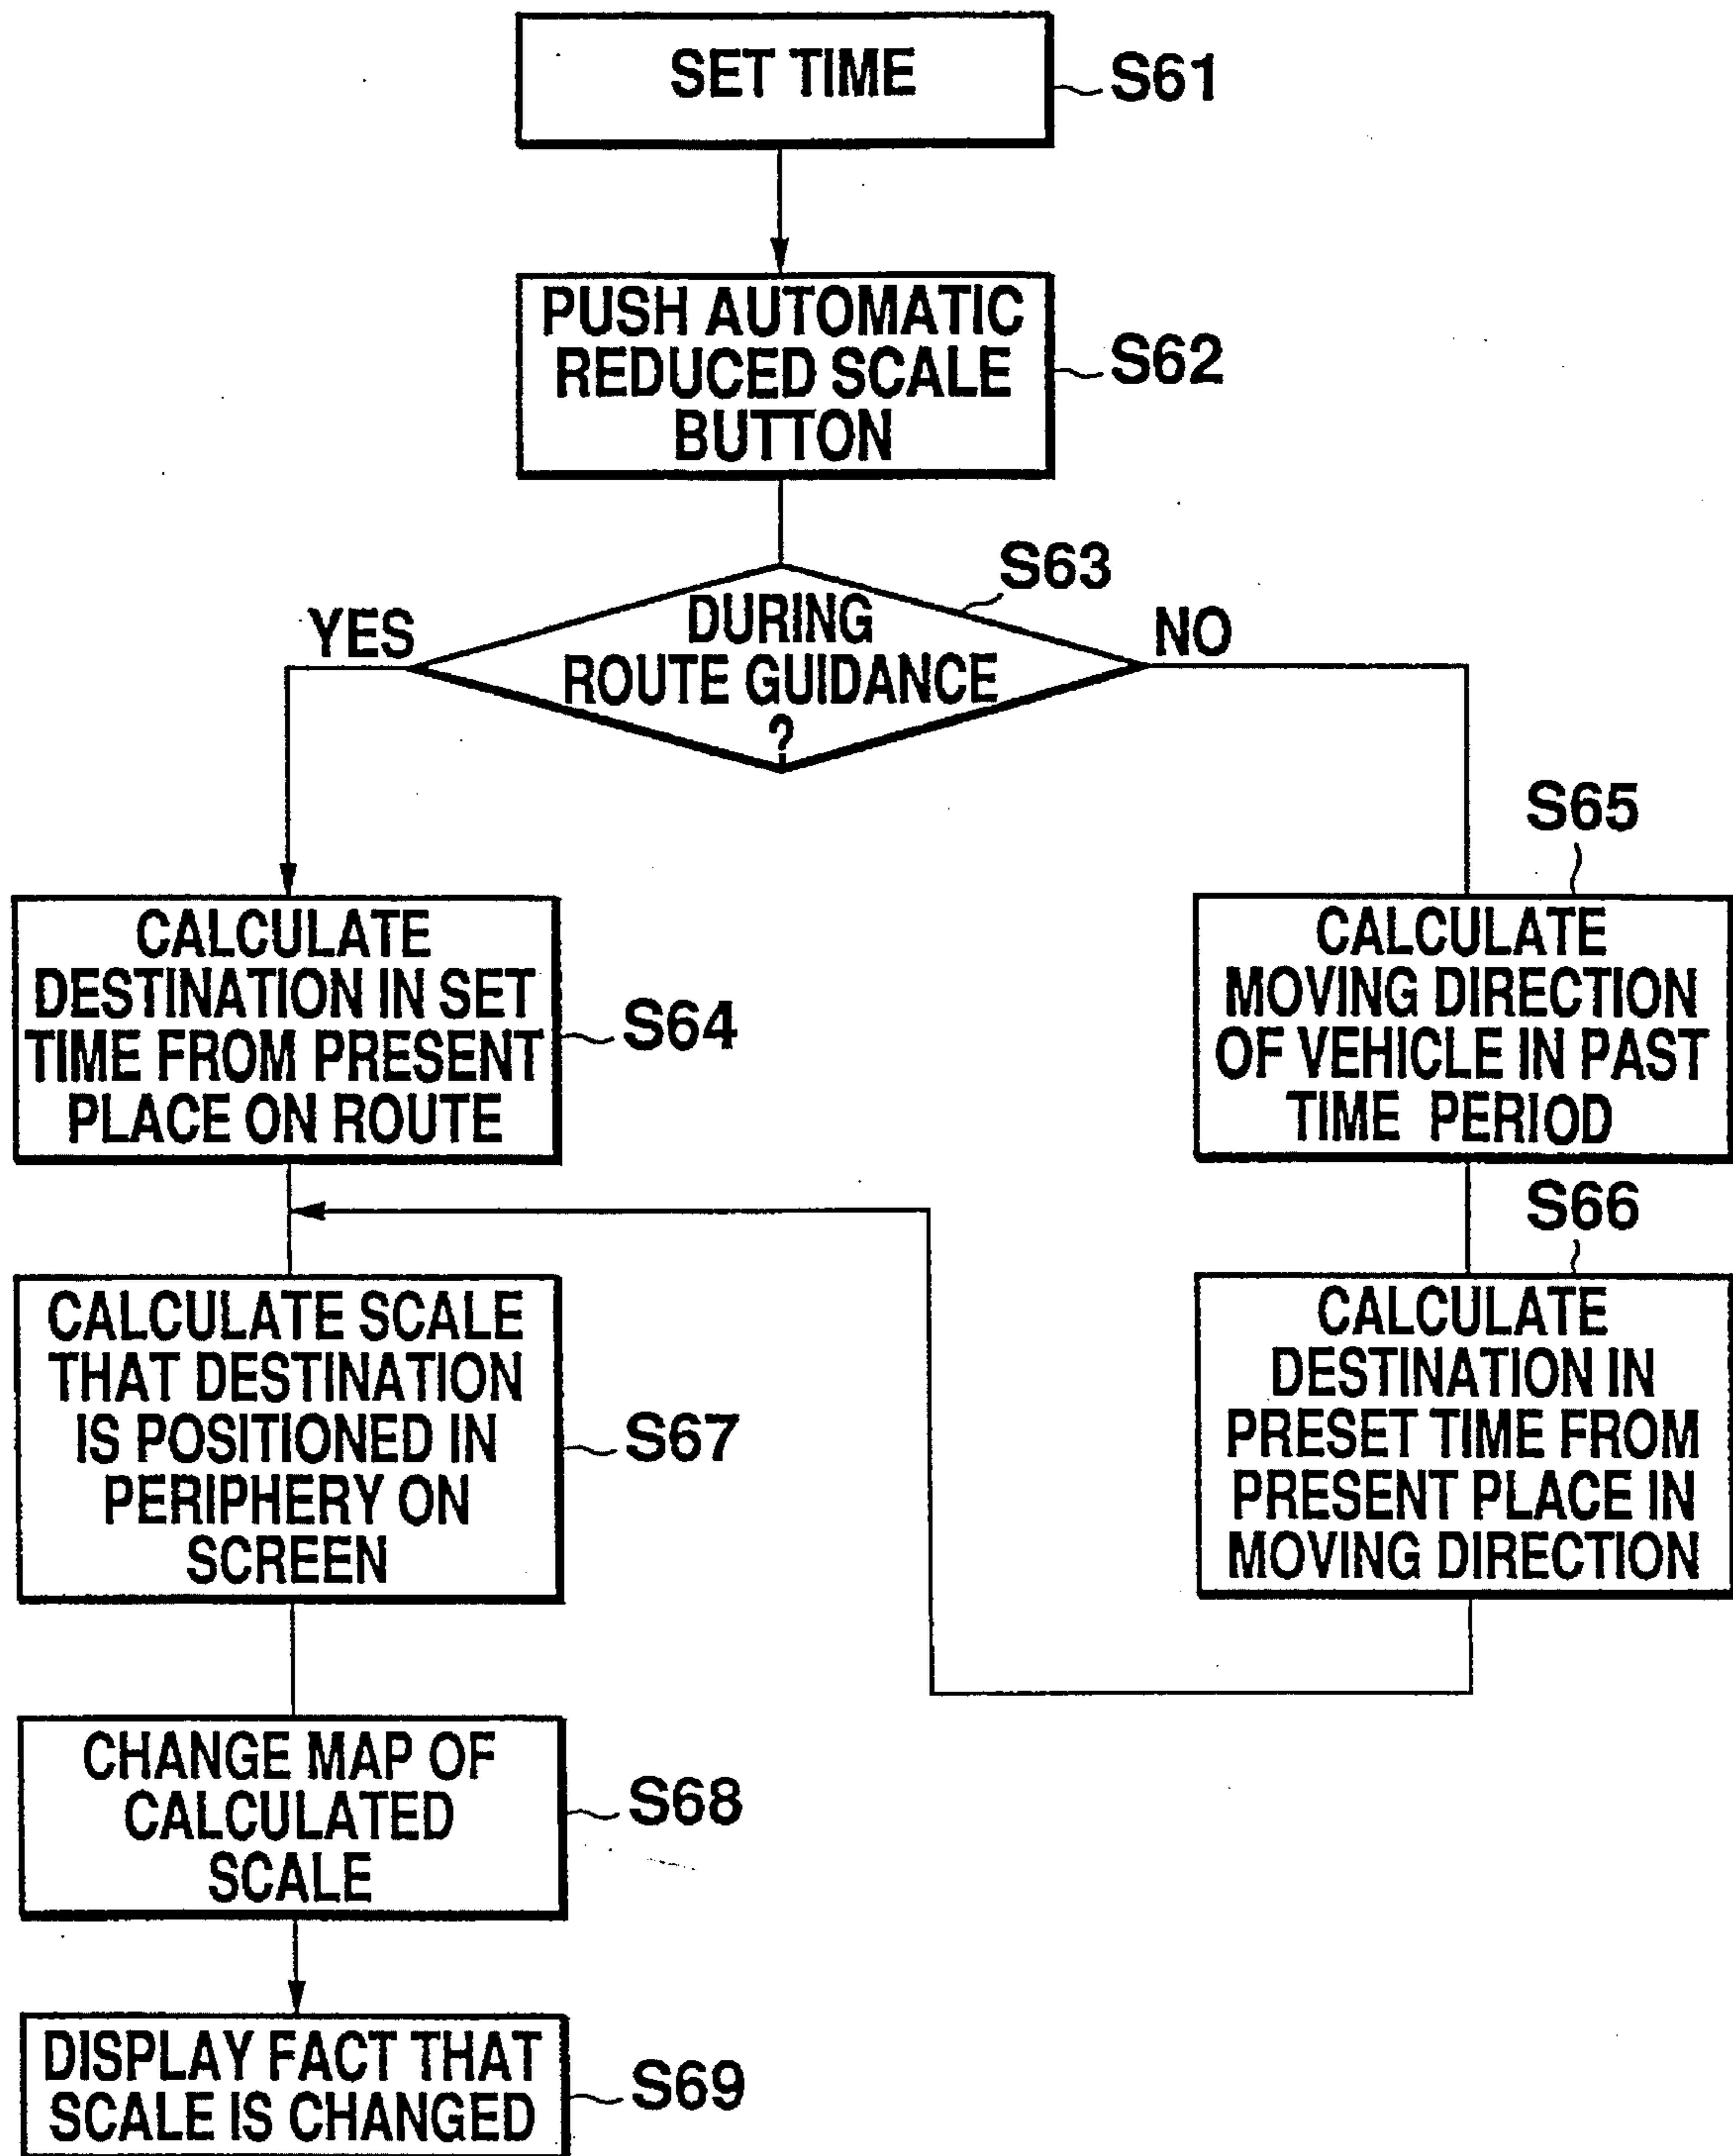 SET TIME
S61
PUSH AUTOMATIC
REDUCED SCALE
BUTTON
S62
S63
YES
DURING
ROUTE GUIDANCE
?
NO
CALCULATE
DESTINATION IN SET
TIME FROM PRESENT
PLACE ON ROUTE
S64
S65
CALCULATE
MOVING DIRECTION
OF VEHICLE IN PAST
TIME PERIOD
S66
CALCULATE
DESTINATION IN
PRESET TIME FROM
PRESENT PLACE IN
MOVING DIRECTION
CALCULATE SCALE
THAT DESTINATION
IS POSITIONED IN
PERIPHERY ON
SCREEN
S67
CHANGE MAP OF
CALCULATED
SCALE
S68
DISPLAY FACT THAT
SCALE IS CHANGED
S69